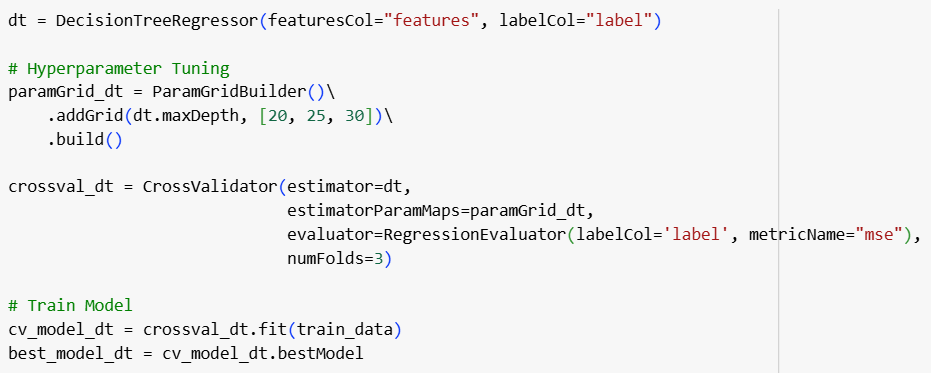 dt = DecisionTreeRegressor(featuresCol="features", labelCol="label")
# Hyperparameter Tuning
paramGrid_dt = ParamGridBuilder()\
    .addGrid(dt.maxDepth, [20, 25, 30])\
    .build()
crossval_dt = CrossValidator(estimator=dt,
                            estimatorParamMaps=paramGrid_dt,
                            evaluator=RegressionEvaluator(labelCol='label', metricName="mse"),
                            numFolds=3)
# Train Model
cv_model_dt = crossval_dt.fit(train_data)
best_model_dt = cv_model_dt.bestModel